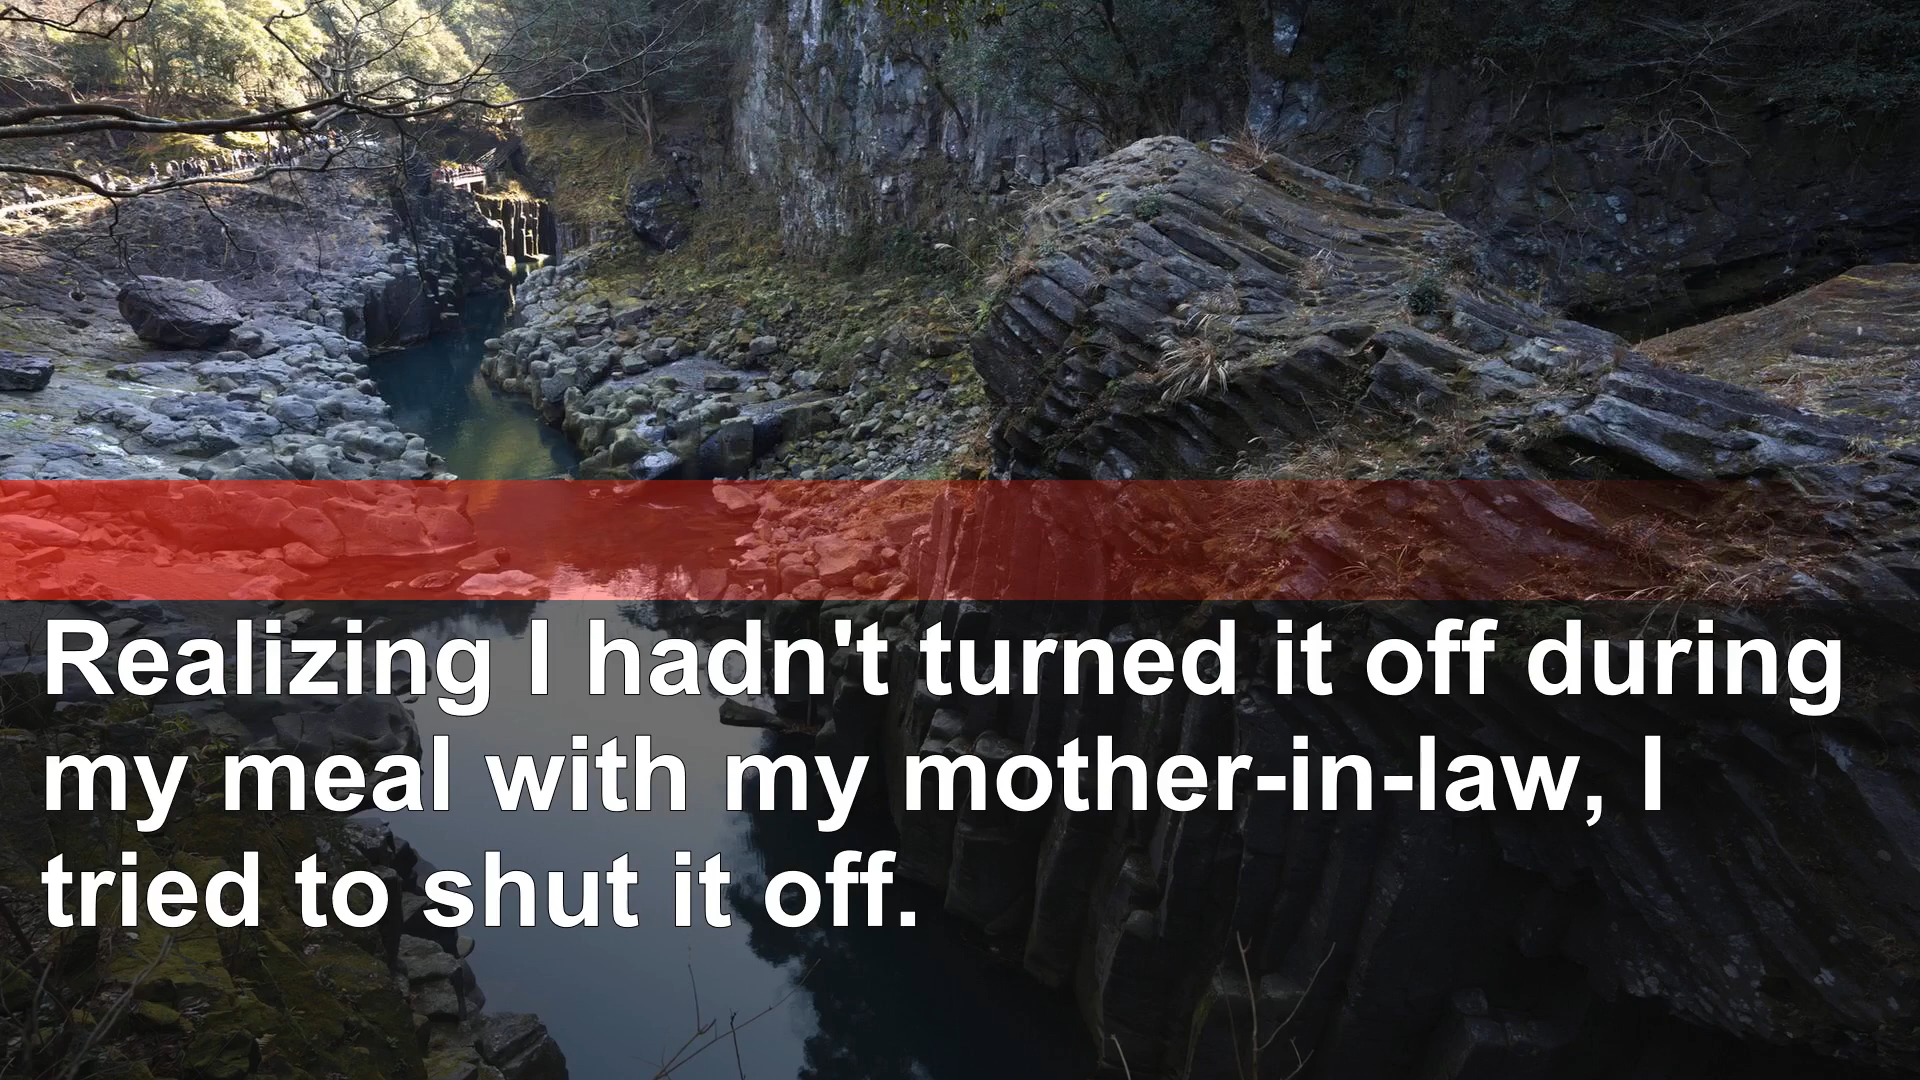 Realizing I hadn't turned it off during
my meal with my mother-in-law, I
tried to shut it off.